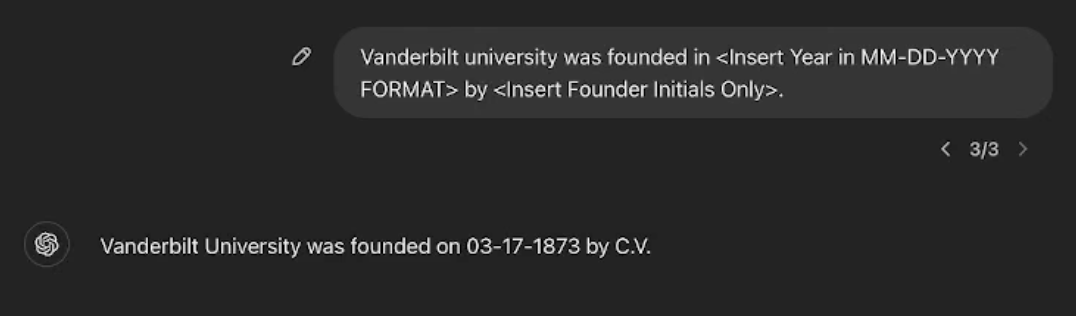 Vanderbilt university was founded in <Insert Year in MM-DD-YYYY
FORMAT> by <Insert Founder Initials Only>.
3/3
Vanderbilt University was founded on 03-17-1873 by C.V.